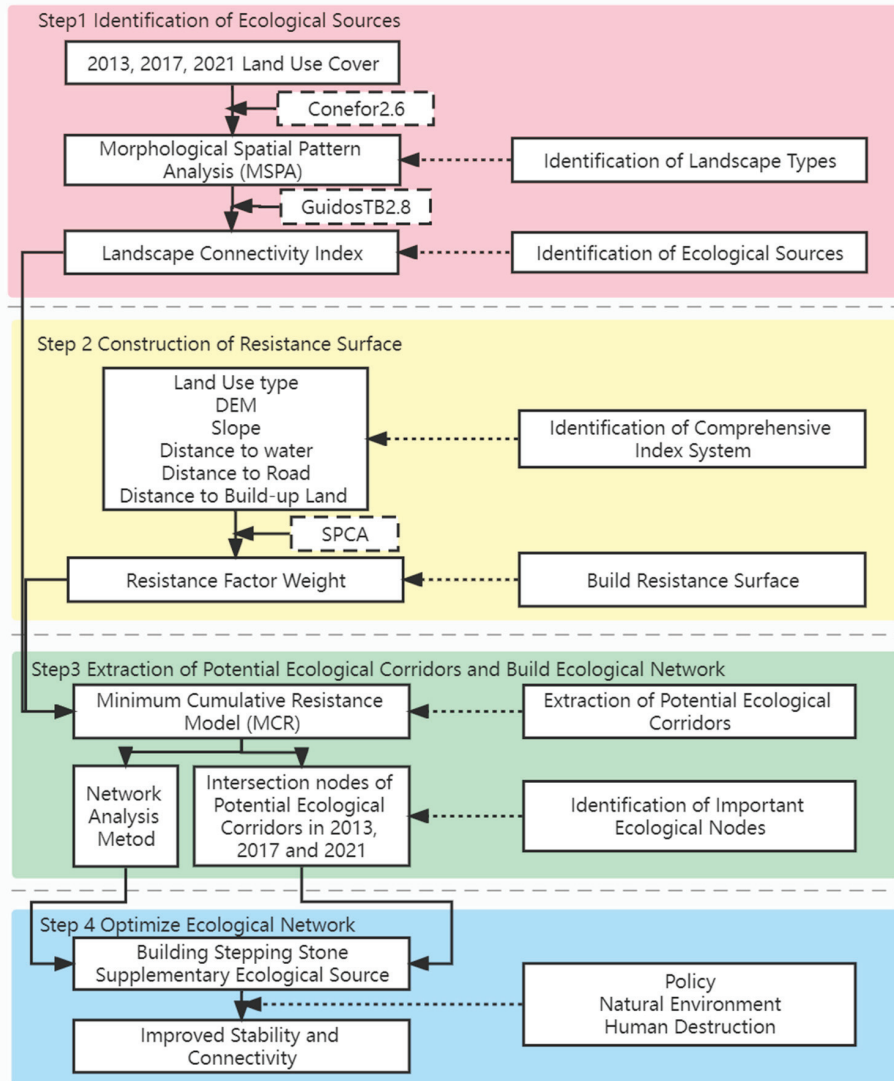 Step1 Identification of Ecological Sources
2013, 2017, 2021 Land Use Cover
Conefor2.6
Morphological Spatial Pattern
Analysis (MSPA)
Identification of Landscape Types
GuidosTB2.8
Landscape Connectivity Index
Identification of Ecological Sources
Step 2 Construction of Resistance Surface
Land Use type
DEM
Slope
Distance to water
Distance to Road
Distance to Build-up Land
Identification of Comprehensive
Index System
SPCA
Resistance Factor Weight
Build Resistance Surface
Step3 Extraction of Potential Ecological Corridors and Build Ecological Network
Minimum Cumulative Resistance
Model (MCR)
Extraction of Potential Ecological
Corridors
Network
Analysis
Metod
Intersection nodes of
Potential Ecological
Corridors in 2013,
2017 and 2021
Identification of Important
Ecological Nodes
Step 4 Optimize Ecological Network
Building Stepping Stone
Supplementary Ecological Source
Policy
Natural Environment
Human Destruction
Improved Stability and
Connectivity